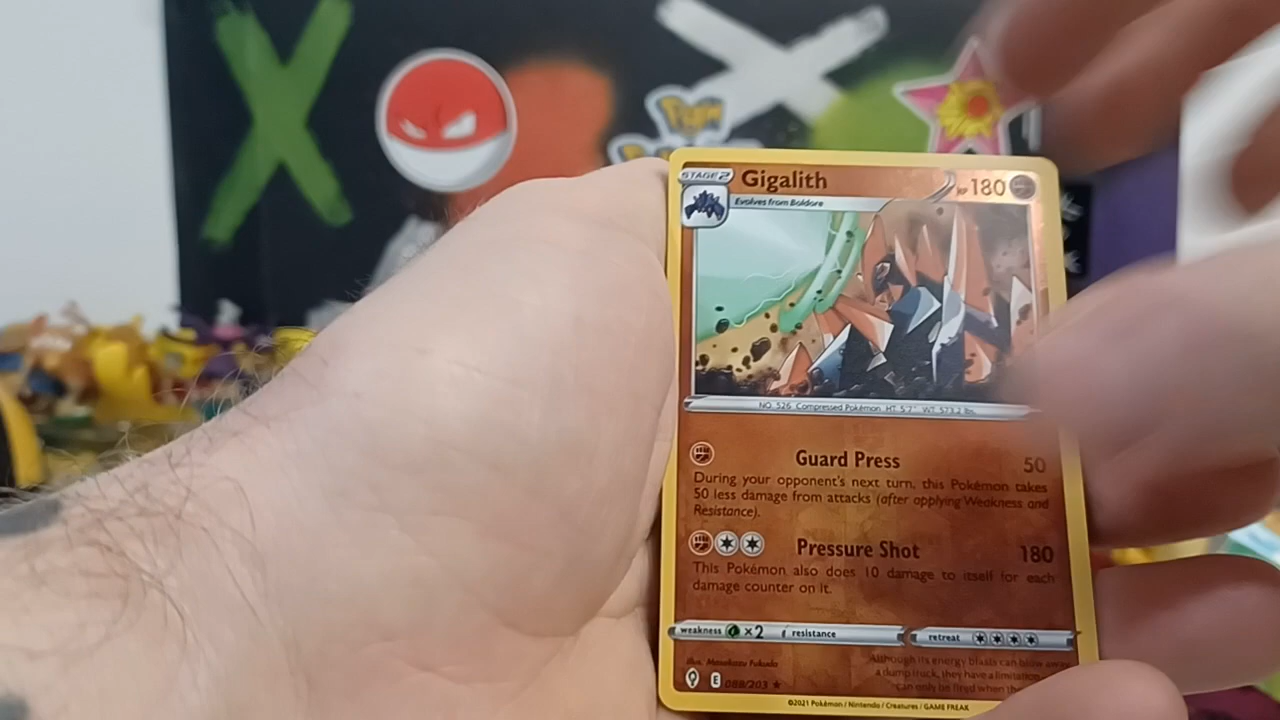 STAGE 2 Gigalith HP 180
Evolves from Boldore
NO. 526 Compressed Pokémon HT: 5'7" WT: 573.2 lbs.
Guard Press 50
During your opponent's next turn, this Pokémon takes
50 less damage from attacks (after applying Weakness and
Resistance).
Pressure Shot 180
This Pokémon also does 10 damage to itself for each
damage counter on it.
weakness ×2 resistance retreat
Illus. Masakazu Fukuda
E 088/203 ★
Although its energy blasts can blow away
a dump truck, they have a limitation
can only be fired when the
©2021 Pokémon / Nintendo / Creatures / GAME FREAK